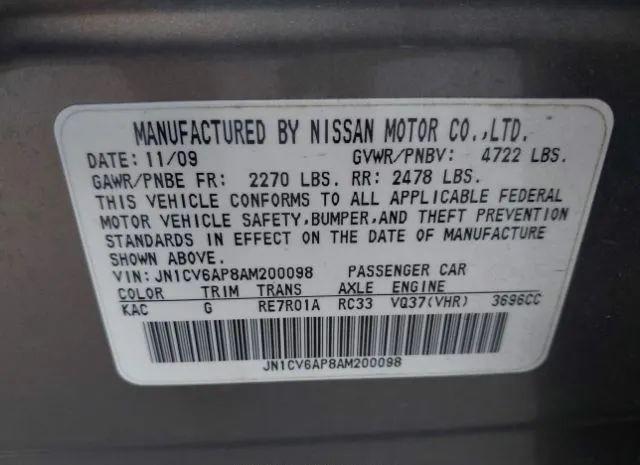 MANUFACTURED BY NISSAN MOTOR CO.,LTD.
DATE: 11/09 GVWR/PNBV: 4722 LBS.
GAWR/PNBE FR: 2270 LBS. RR: 2478 LBS.
THIS VEHICLE CONFORMS TO ALL APPLICABLE FEDERAL
MOTOR VEHICLE SAFETY,BUMPER,AND THEFT PREVENTION
STANDARDS IN EFFECT ON THE DATE OF MANUFACTURE
SHOWN ABOVE.
VIN: JN1CV6AP8AM200098 PASSENGER CAR
COLOR TRIM TRANS AXLE ENGINE
KAC G RE7R01A RC33 VQ37(VHR) 3696CC
JN1CV6AP8AM200098